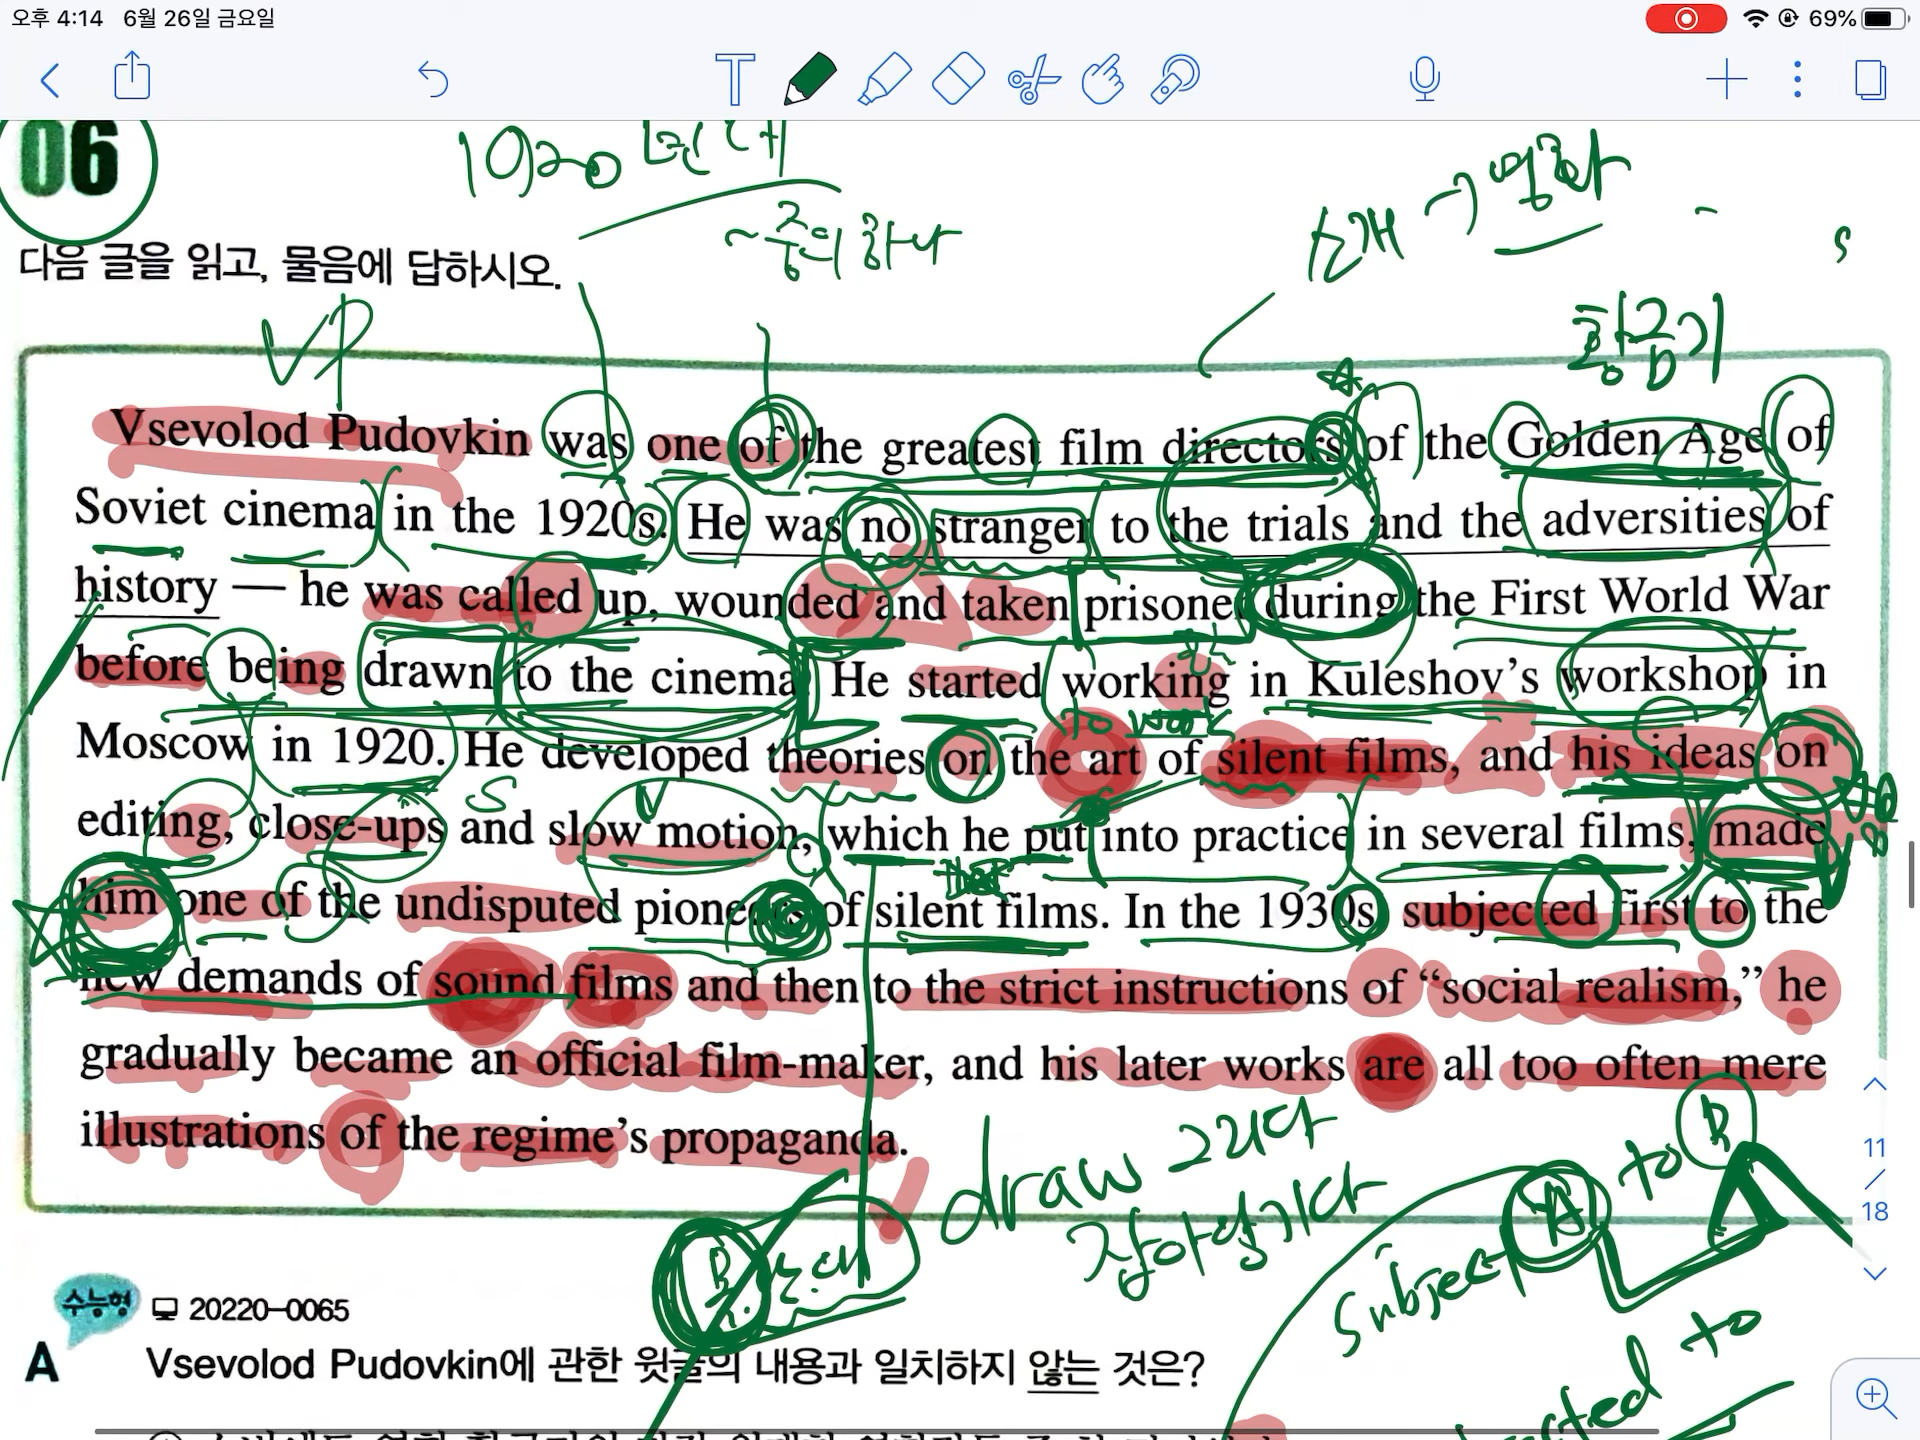 오후 4:14 6월 26일 금요일
69%
T
06
1920년대
~중의 하나
소개 → 영화
황금기
다음 글을 읽고, 물음에 답하시오.
VP
Vsevolod Pudovkin was one of the greatest film directors of the Golden Age of
Soviet cinema in the 1920s. He was no stranger to the trials and the adversities of
history — he was called up, wounded and taken prisoner during the First World War
before being drawn to the cinema. He started working in Kuleshov's workshop in
to work
Moscow in 1920. He developed theories on the art of silent films, and his ideas on
S
V
editing, close-ups and slow motion, which he put into practice in several films, made
him one of the undisputed pioneers of silent films. In the 1930s, subjected first to the
new demands of sound films and then to the strict instructions of “social realism,” he
gradually became an official film-maker, and his later works are all too often mere
illustrations of the regime's propaganda.
draw 그리다
잡아당기다
Subject A to B
to
11
/
18
수능형
20220-0065
A Vsevolod Pudovkin에 관한 윗글의 내용과 일치하지 않는 것은?